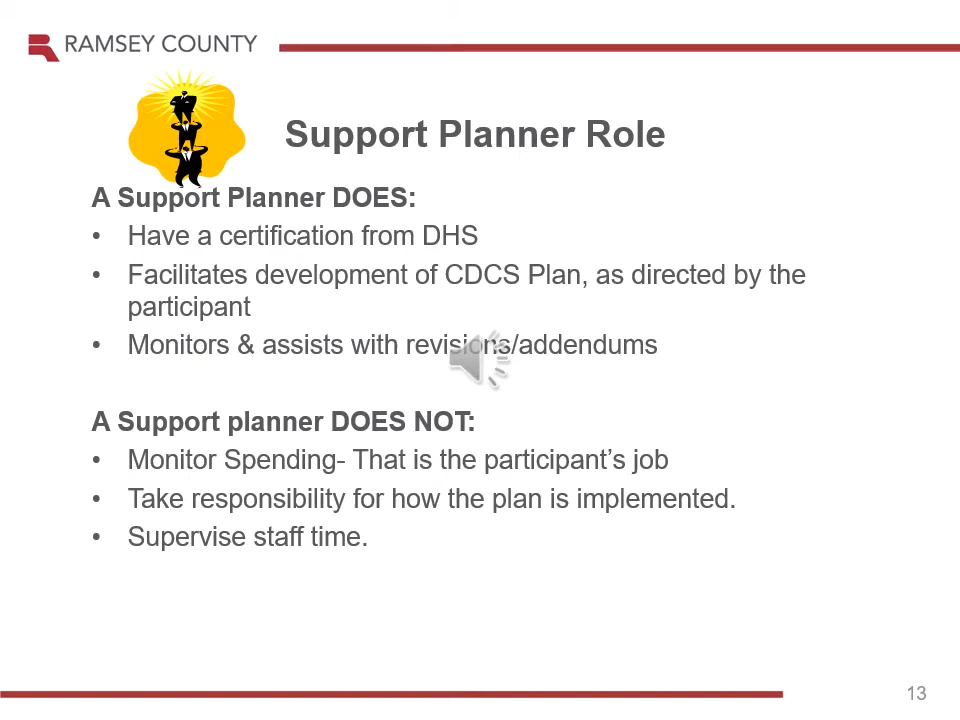 RAMSEY COUNTY
Support Planner Role
A Support Planner DOES:
• Have a certification from DHS
• Facilitates development of CDCS Plan, as directed by the
participant
• Monitors & assists with revisions/addendums
A Support planner DOES NOT:
• Monitor Spending- That is the participant’s job
• Take responsibility for how the plan is implemented.
• Supervise staff time.
13